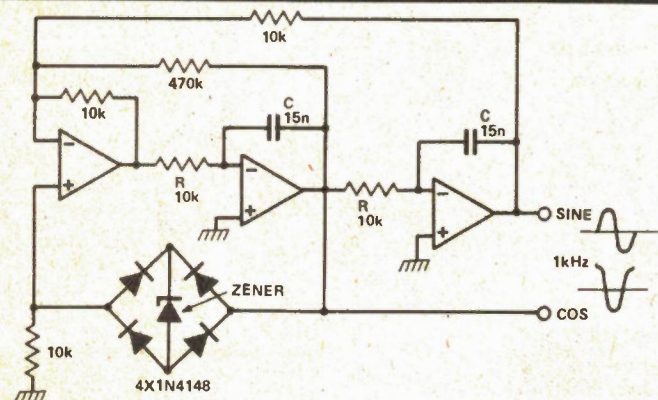 10k
470k
10k
C
15n
C
15n
−
+
R
10k
−
+
R
10k
−
+
SINE
1kHz
ZENER
COS
10k
4X1N4148